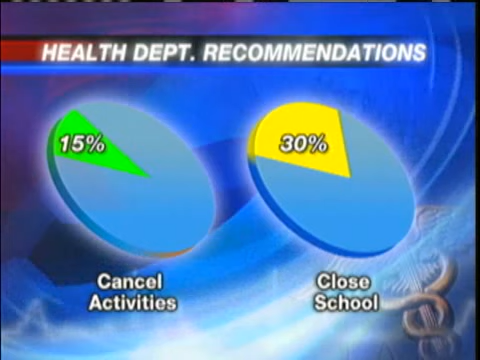 HEALTH DEPT. RECOMMENDATIONS
15%
30%
Cancel
Activities
Close
School